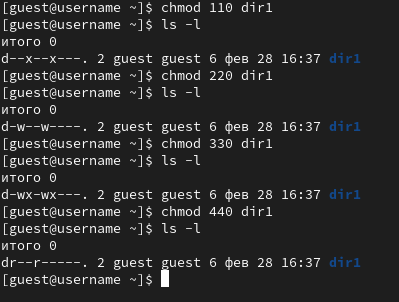 [guest@username ~]$ chmod 110 dir1
[guest@username ~]$ ls -l
итого 0
d--x--x---. 2 guest guest 6 фев 28 16:37 dir1
[guest@username ~]$ chmod 220 dir1
[guest@username ~]$ ls -l
итого 0
d-w--w----. 2 guest guest 6 фев 28 16:37 dir1
[guest@username ~]$ chmod 330 dir1
[guest@username ~]$ ls -l
итого 0
d-wx-wx---. 2 guest guest 6 фев 28 16:37 dir1
[guest@username ~]$ chmod 440 dir1
[guest@username ~]$ ls -l
итого 0
dr--r-----. 2 guest guest 6 фев 28 16:37 dir1
[guest@username ~]$